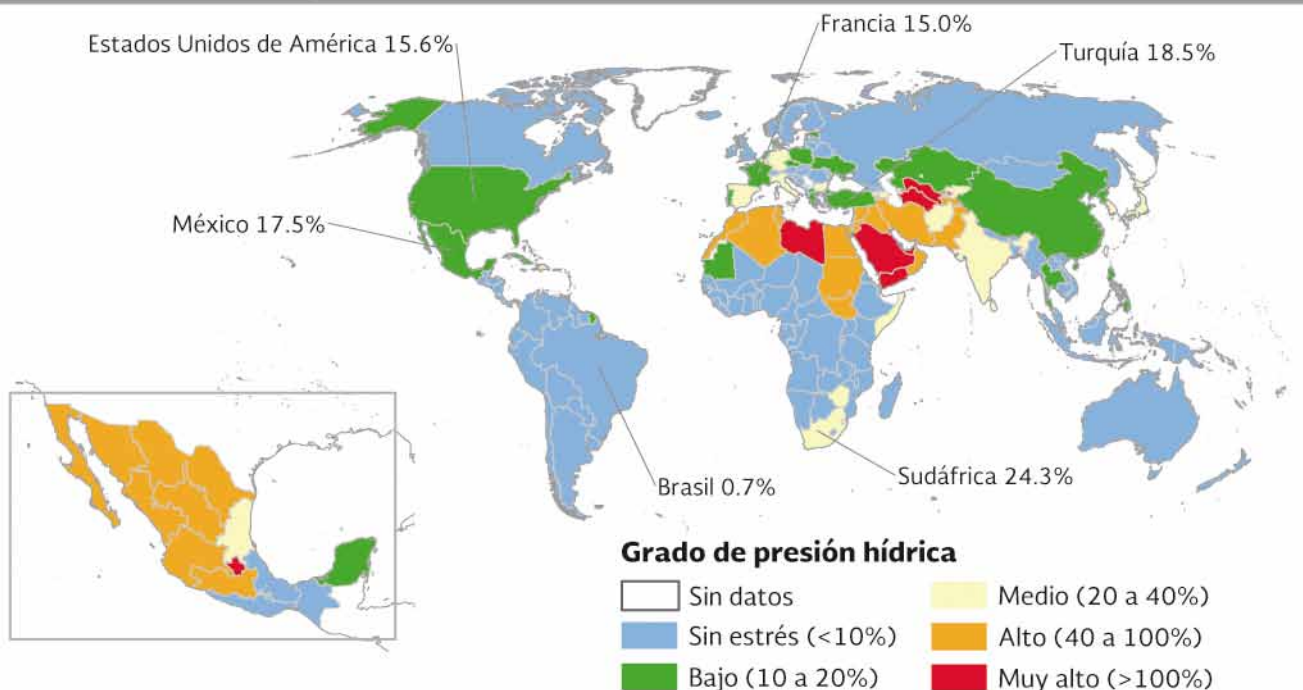 Francia 15.0%
Estados Unidos de América 15.6%
Turquía 18.5%
México 17.5%
Brasil 0.7%
Sudáfrica 24.3%
Grado de presión hídrica
Sin datos
Sin estrés (<10%)
Bajo (10 a 20%)
Medio (20 a 40%)
Alto (40 a 100%)
Muy alto (>100%)